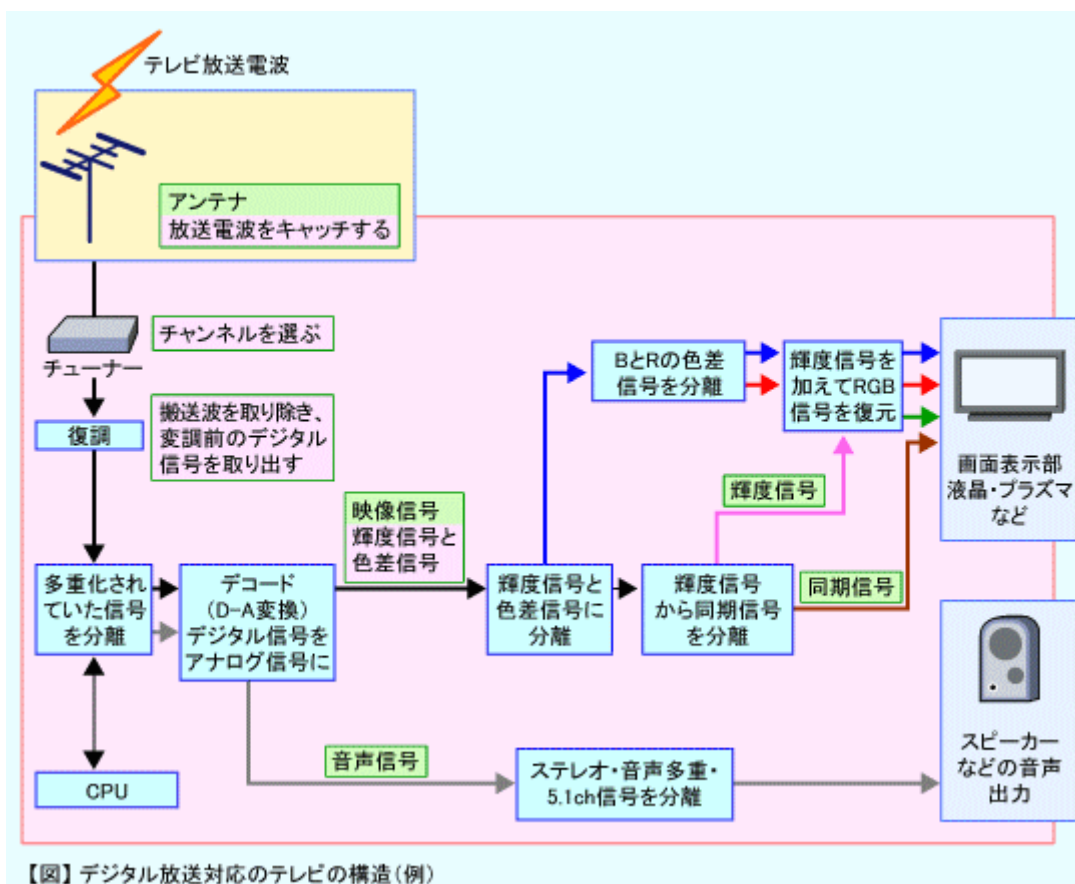 テレビ放送電波
アンテナ
放送電波をキャッチする
チャンネルを選ぶ
チューナー
復調
搬送波を取り除き、
変調前のデジタル
信号を取り出す
BとRの色差
信号を分離
輝度信号を
加えてRGB
信号を復元
画面表示部
液晶・プラズマ
など
輝度信号
映像信号
輝度信号と
色差信号
多重化され
ていた信号
を分離
デコード
(D-A変換)
デジタル信号を
アナログ信号に
輝度信号と
色差信号に
分離
輝度信号
から同期信号
を分離
同期信号
音声信号
ステレオ・音声多重・
5.1ch信号を分離
スピーカー
などの音声
出力
CPU
【図】デジタル放送対応のテレビの構造(例)